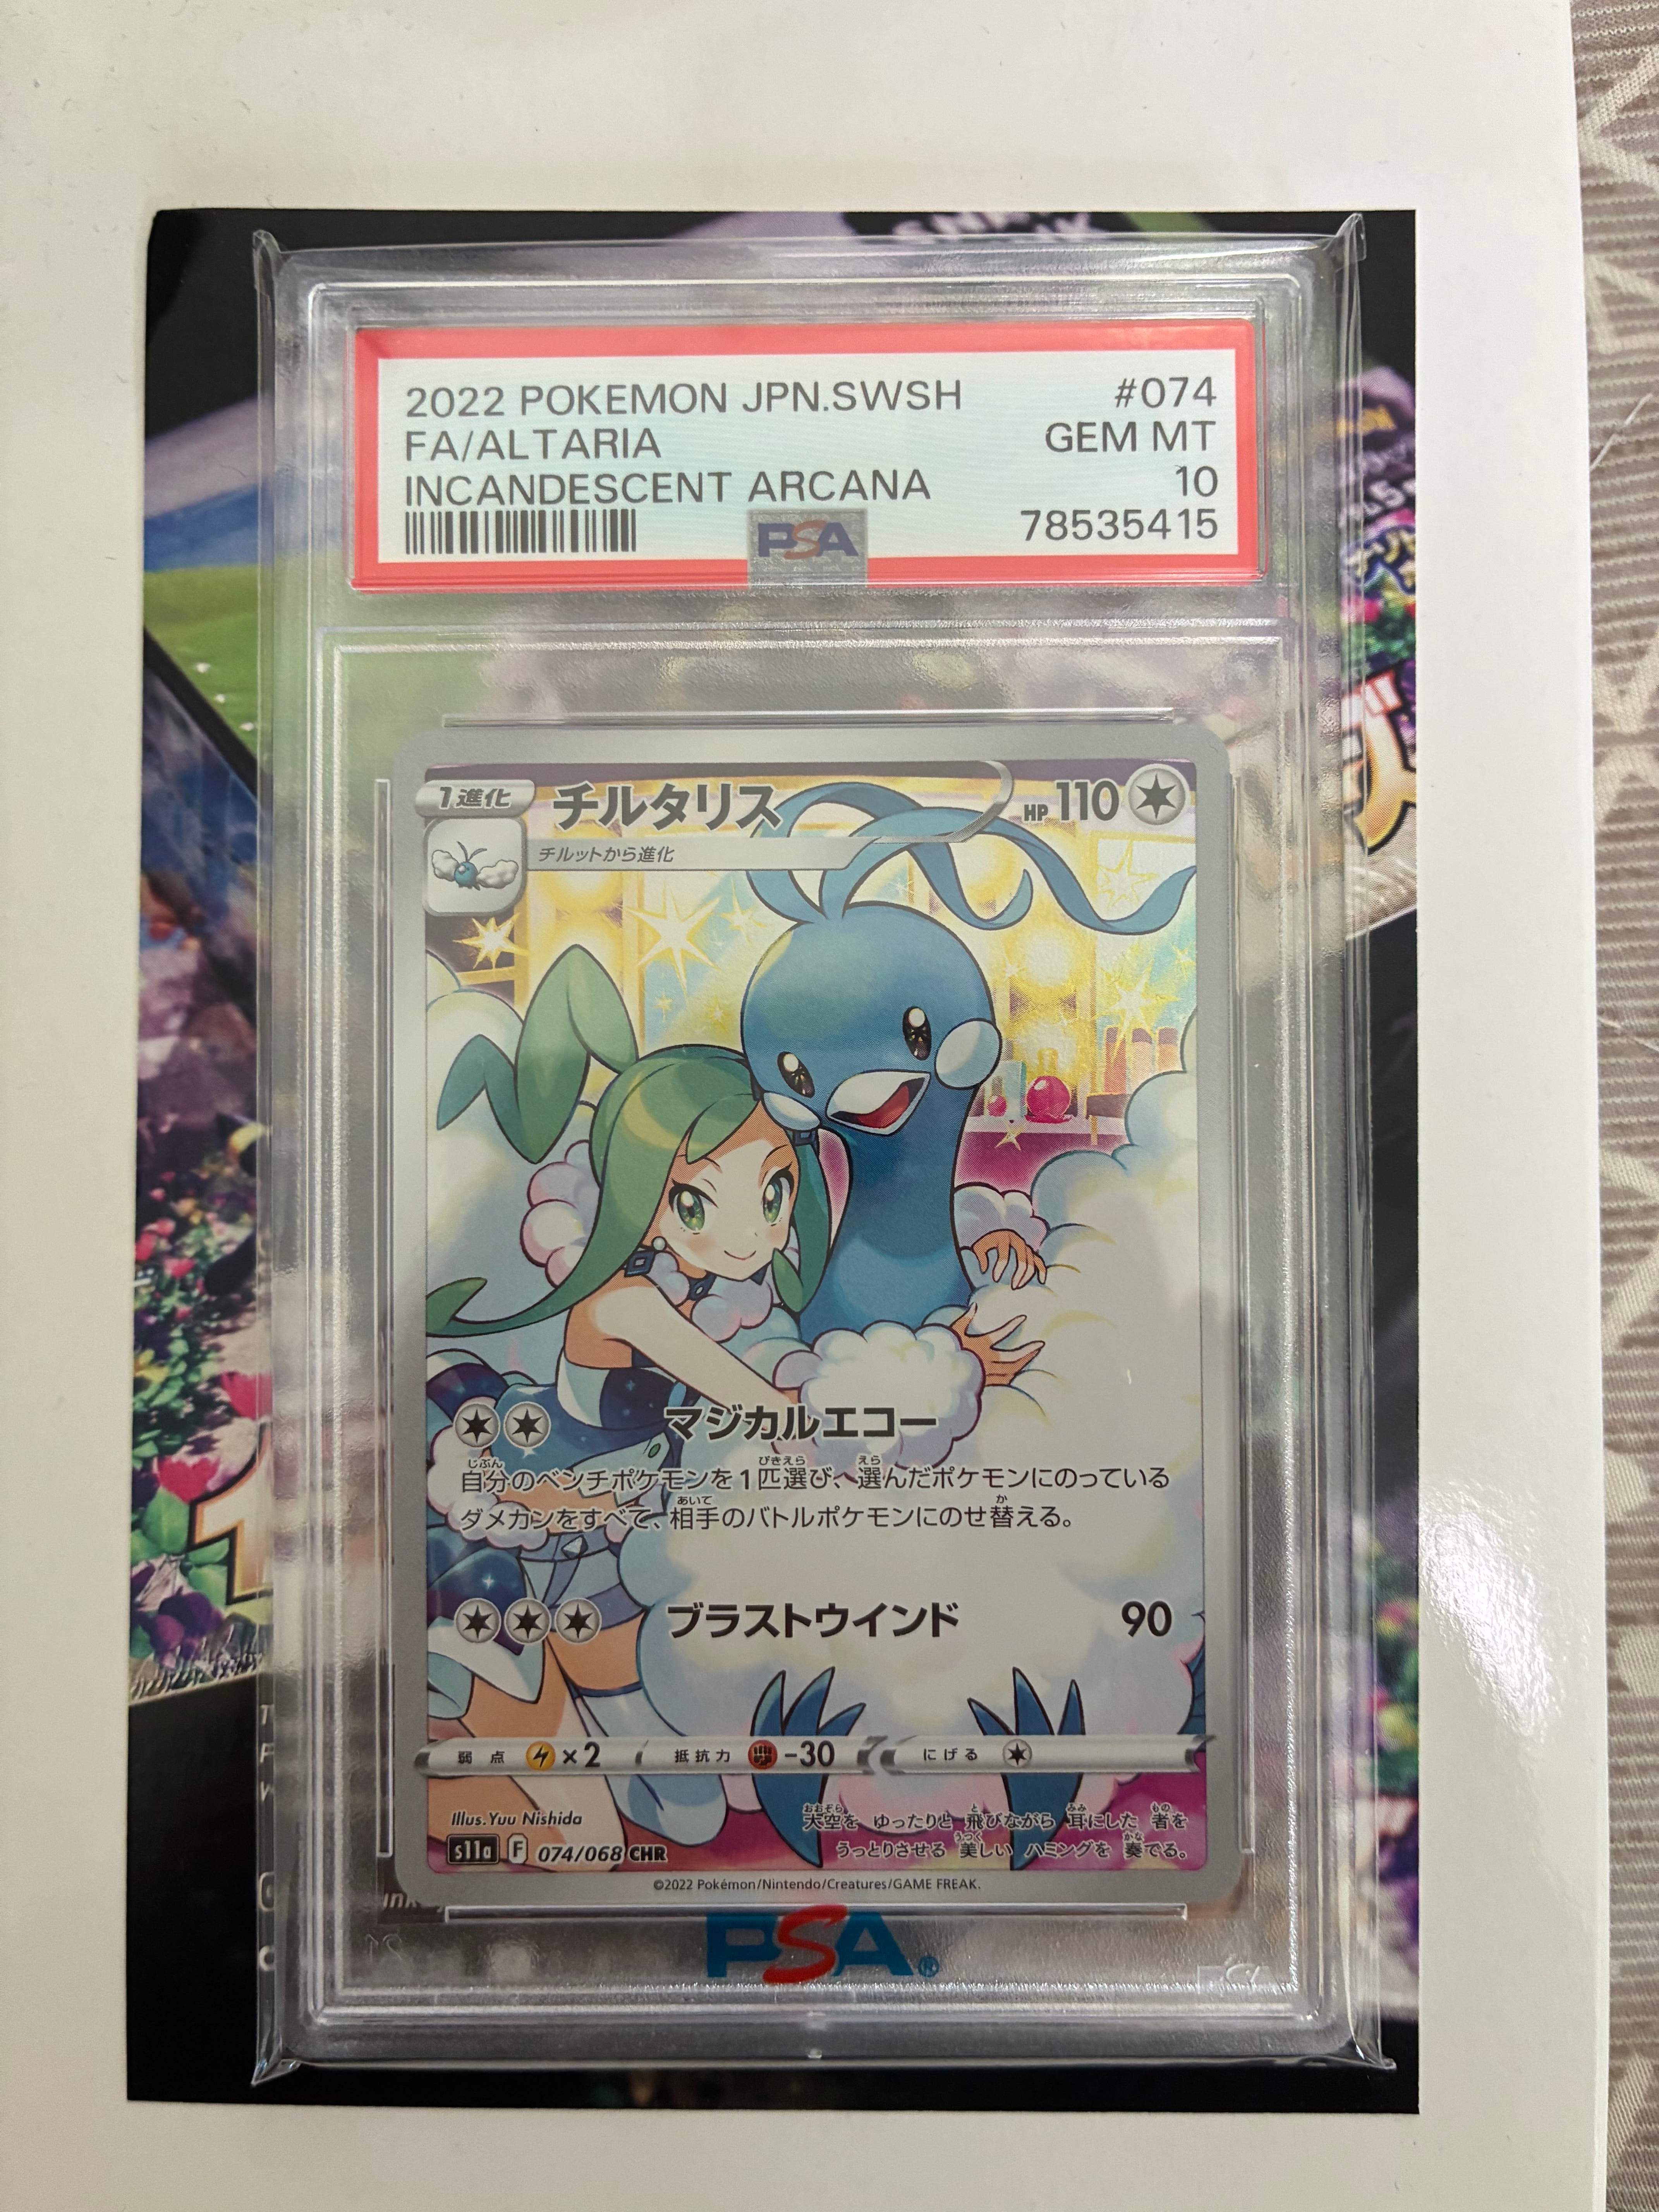 2022 POKEMON JPN.SWSH #074
FA/ALTARIA GEM MT
INCANDESCENT ARCANA 10
78535415
PSA
1進化 チルタリス HP110
チルットから進化
マジカルエコー
自分のベンチポケモンを1匹選び、選んだポケモンにのっている
ダメカンをすべて、相手のバトルポケモンにのせ替える。
ブラストウインド 90
弱点 ×2 抵抗力 -30 にげる
Illus.Yuu Nishida
大空を ゆったりと 飛びながら 耳にした 者を
うっとりさせる 美しい ハミングを 奏でる。
s11a F 074/068 CHR
©2022 Pokémon/Nintendo/Creatures/GAME FREAK.
PSA®